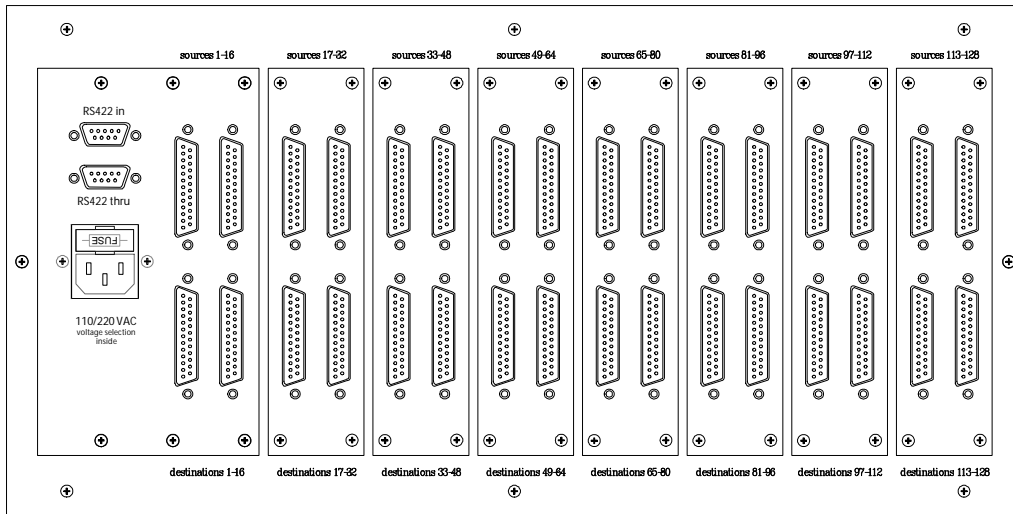 sources 1-16
sources 17-32
sources 33-48
sources 49-64
sources 65-80
sources 81-96
sources 97-112
sources 113-128
RS422 in
RS422 thru
FUSE
110/220 VAC
voltage selection
inside
destinations 1-16
destinations 17-32
destinations 33-48
destinations 49-64
destinations 65-80
destinations 81-96
destinations 97-112
destinations 113-128